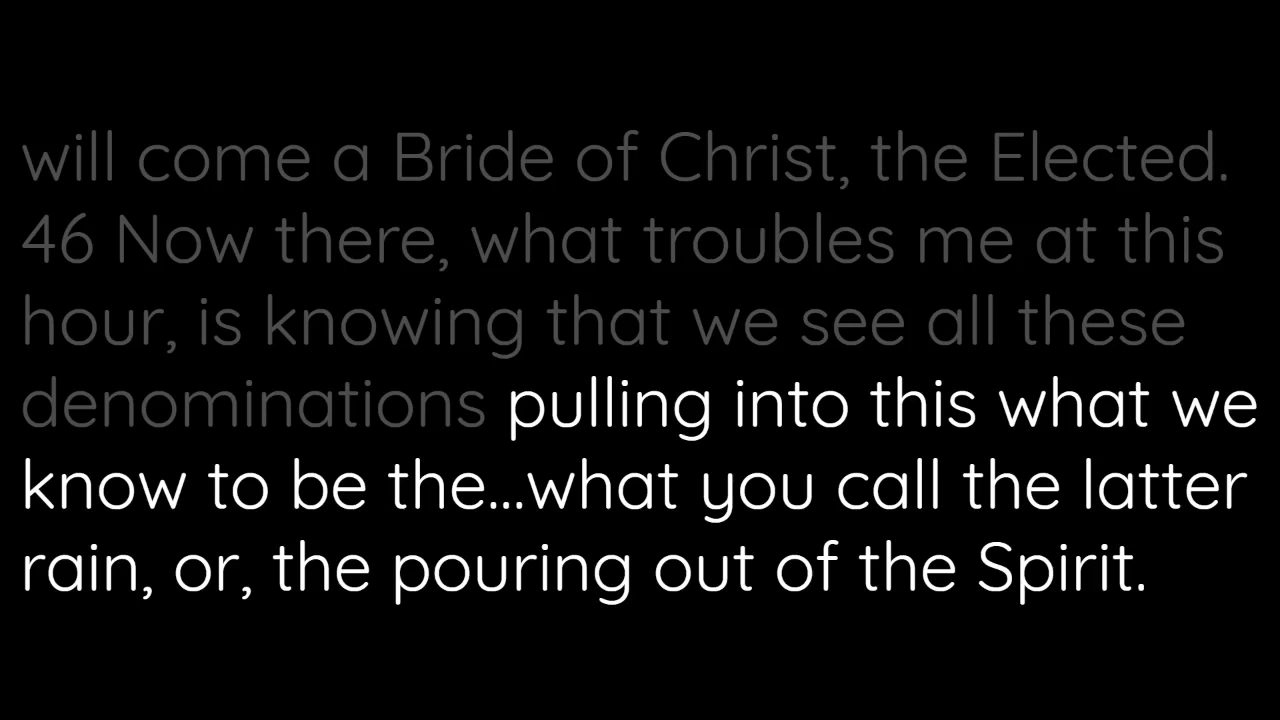 will come a Bride of Christ, the Elected.
46 Now there, what troubles me at this
hour, is knowing that we see all these
denominations pulling into this what we
know to be the...what you call the latter
rain, or, the pouring out of the Spirit.